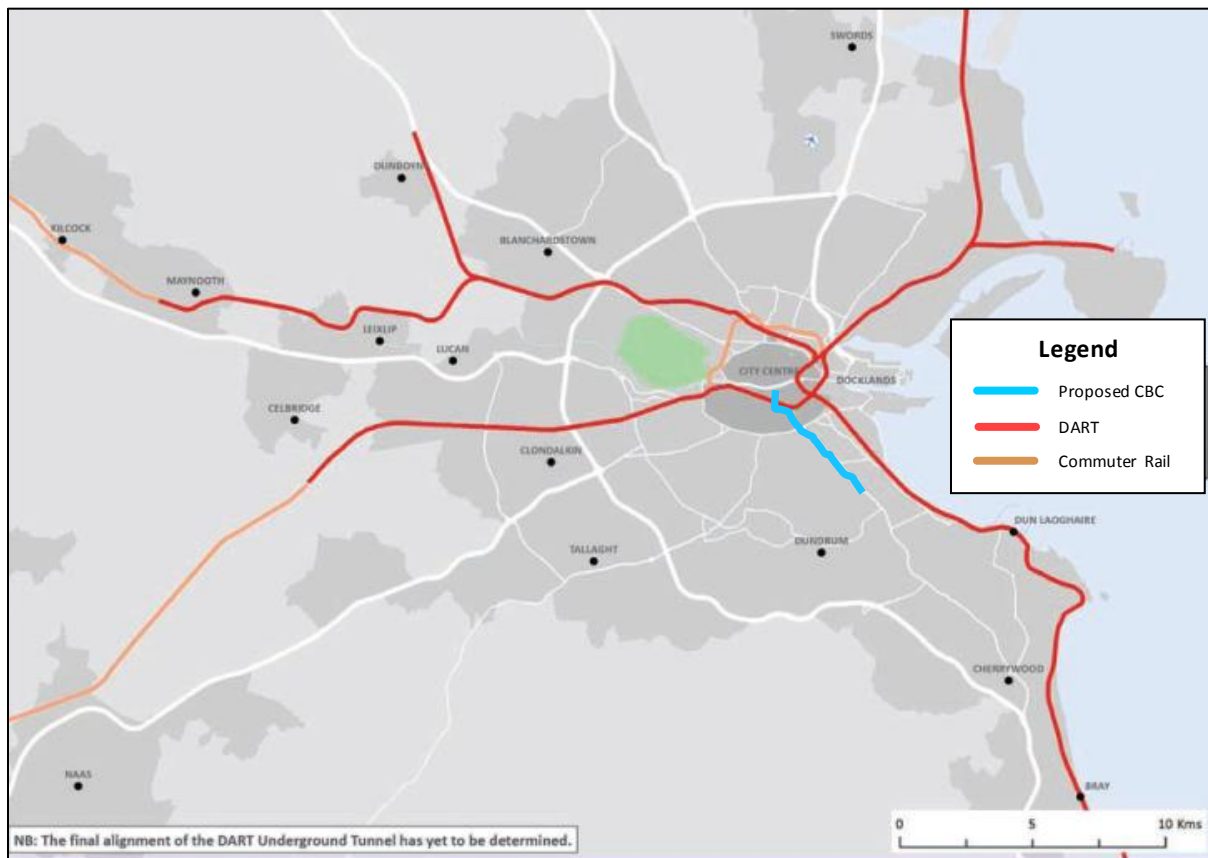 SWORDS
DUNBOYN
KILCOCK
BLANCHARDSTOWN
MAYNOOTH
LEIXLIP
LUCAN
CITY CENTRE
DOCKLANDS
CELBRIDGE
CLONDALKIN
TALLAGHT
DUNDRUM
DUN LAOGHAIRE
CHERRYWOOD
NAAS
BRAY
Legend
Proposed CBC
DART
Commuter Rail
0 5 10 Kms
NB: The final alignment of the DART Underground Tunnel has yet to be determined.